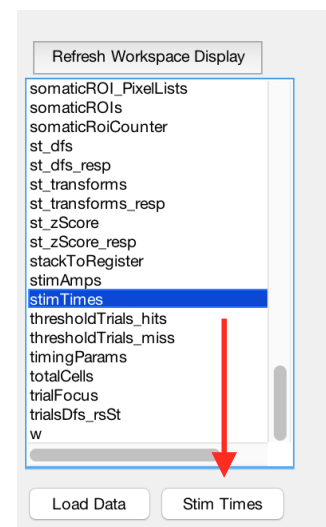 Refresh Workspace Display
somaticROI_PixelLists
somaticROIs
somaticRoiCounter
st_dfs
st_dfs_resp
st_transforms
st_transforms_resp
st_zScore
st_zScore_resp
stackToRegister
stimAmps
stimTimes
thresholdTrials_hits
thresholdTrials_miss
timingParams
totalCells
trialFocus
trialsDfs_rsSt
w
Load Data Stim Times